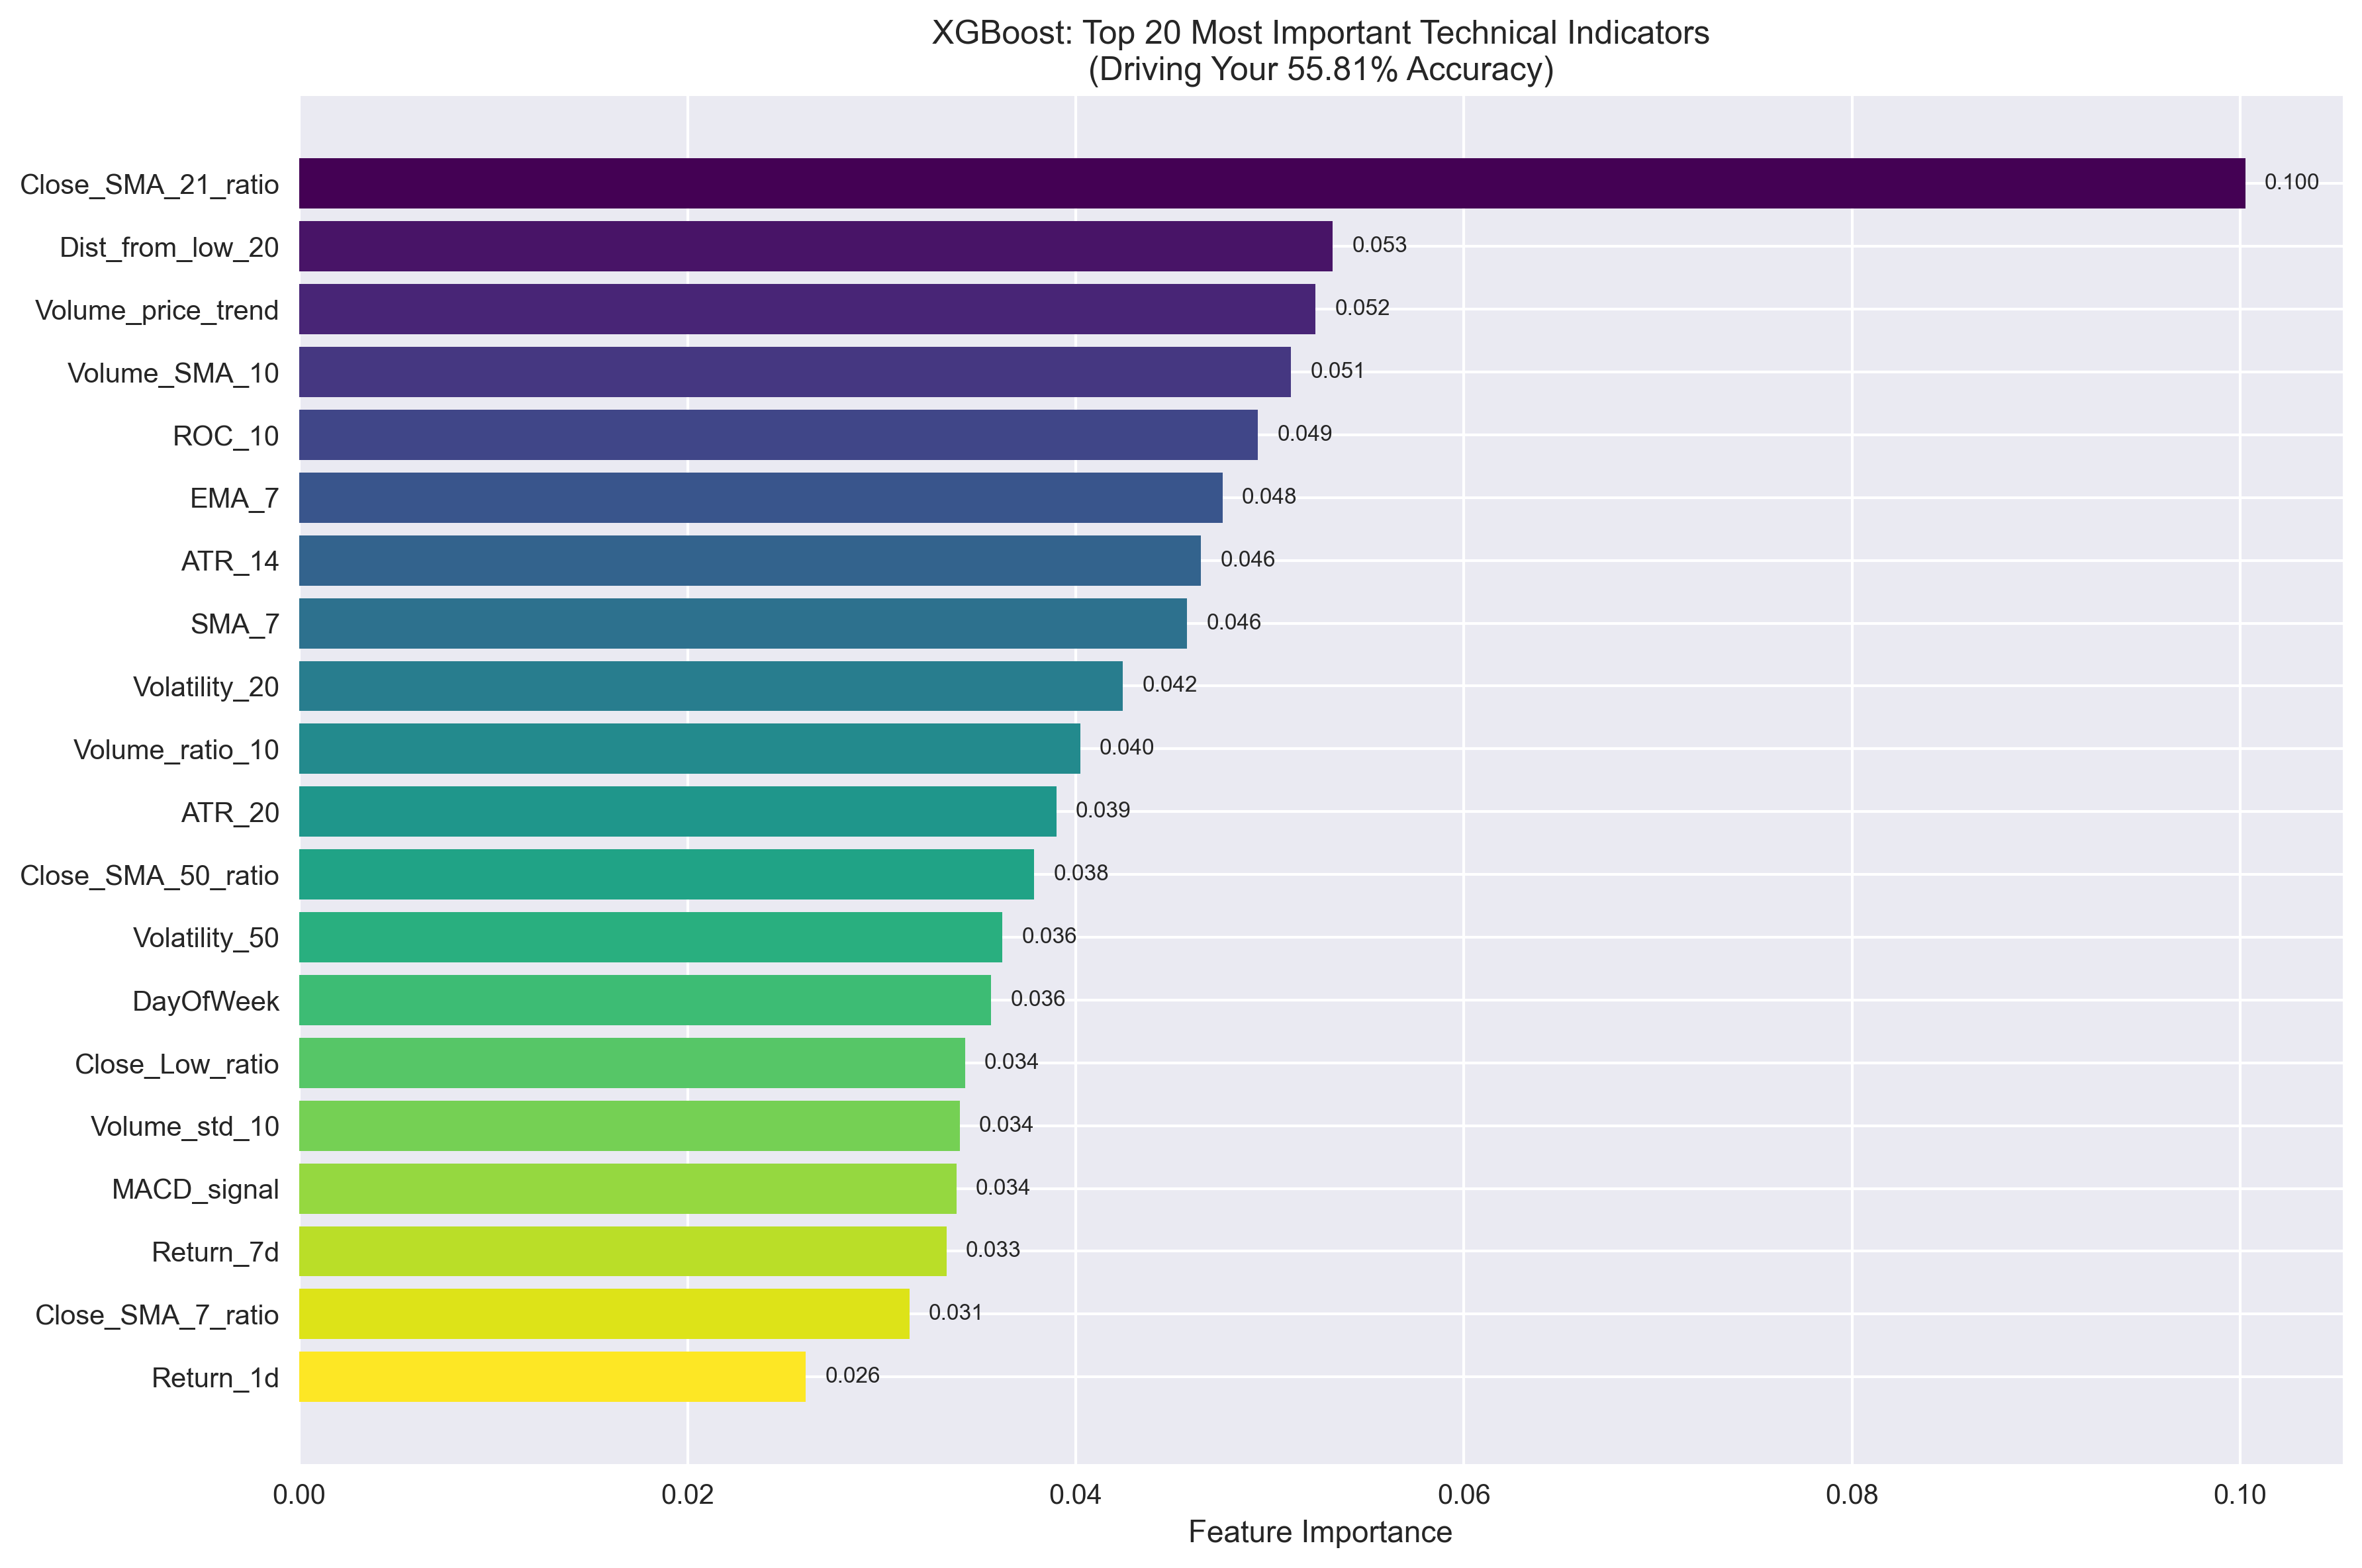 XGBoost: Top 20 Most Important Technical Indicators
(Driving Your 55.81% Accuracy)
Close_SMA_21_ratio 0.100
Dist_from_low_20 0.053
Volume_price_trend 0.052
Volume_SMA_10 0.051
ROC_10 0.049
EMA_7 0.048
ATR_14 0.046
SMA_7 0.046
Volatility_20 0.042
Volume_ratio_10 0.040
ATR_20 0.039
Close_SMA_50_ratio 0.038
Volatility_50 0.036
DayOfWeek 0.036
Close_Low_ratio 0.034
Volume_std_10 0.034
MACD_signal 0.034
Return_7d 0.033
Close_SMA_7_ratio 0.031
Return_1d 0.026
0.00 0.02 0.04 0.06 0.08 0.10
Feature Importance